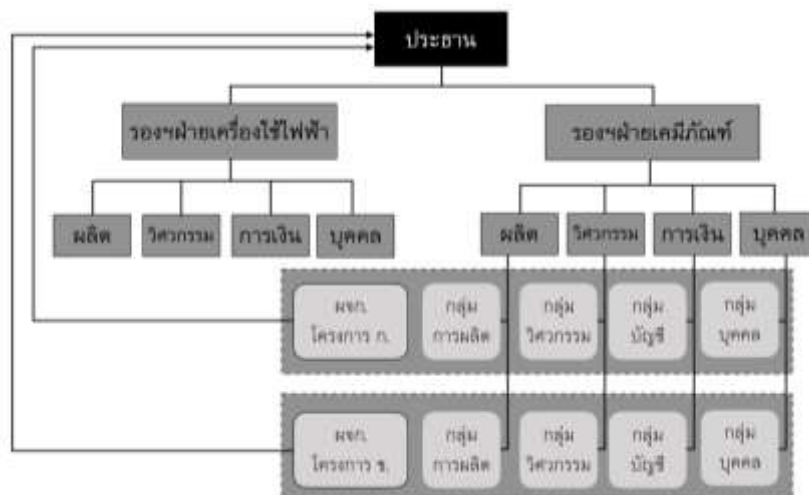 ประธาน
รองฯฝ่ายเครื่องใช้ไฟฟ้า
รองฯฝ่ายเคมีภัณฑ์
ผลิต วิศวกรรม การเงิน บุคคล
ผลิต วิศวกรรม การเงิน บุคคล
ผจก.
โครงการ ก.
กลุ่ม
การผลิต
กลุ่ม
วิศวกรรม
กลุ่ม
บัญชี
กลุ่ม
บุคคล
ผจก.
โครงการ ข.
กลุ่ม
การผลิต
กลุ่ม
วิศวกรรม
กลุ่ม
บัญชี
กลุ่ม
บุคคล